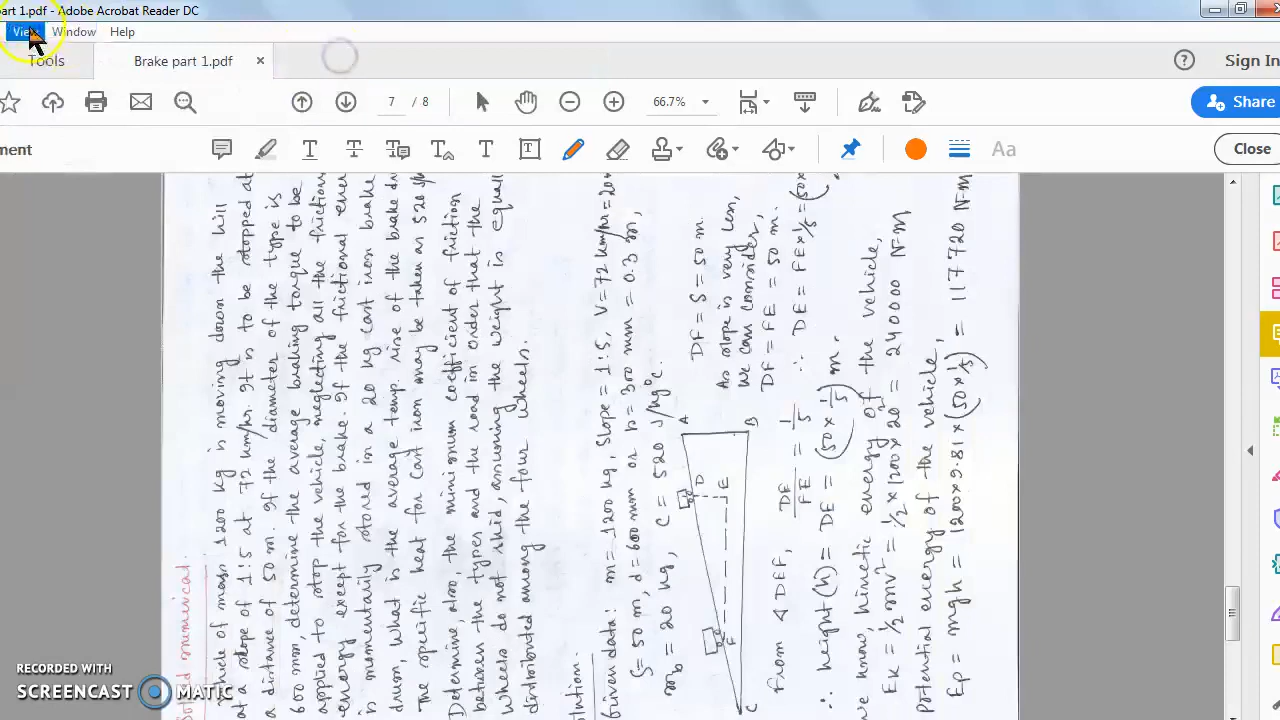 part 1.pdf - Adobe Acrobat Reader DC
View Window Help
Tools
Brake part 1.pdf ×
Sign In
7 / 8
66.7%
Share
ment
Close
Solved numerical.
vehicle of mass 1200 kg is moving down the hill
at a slope of 1:5 at 72 km/hr. It is to be stopped at
a distance of 50 m. If the diameter of the type is
600 mm, determine the average braking torque to be
applied to stop the vehicle, neglecting all the friction
energy except for the brake. If the frictional ener
is momentarily stored in a 20 kg cast iron brake
drum, What is the average temp. rise of the brake dr
The specific heat for cast iron may be taken as 520 J/k
Determine, also, the minimum coefficient of friction
between the types and the road in order that the
Wheels do not skid, assuming the weight is equall
distributed among the four wheels.
olution.
Given data: m = 1200 kg, Slope = 1:5, V = 72 km/hr = 20 m
S = 50 m, d = 600 mm or r = 300 mm = 0.3 m,
mb = 20 kg, C = 520 J/kg°C.
A
B
C
D
E
F
DF = S = 50 m
As slope is very less,
We can consider,
DF = FE = 50 m.
From Δ DEF, DE/FE = 1/5 ∴ DE = FE × 1/5 = (50 ×
∴ height (h) = DE = (50 × 1/5) m.
we know, kinetic energy of the vehicle,
EK = 1/2 mv² = 1/2 × 1200 × 20² = 240000 N-M
potential energy of the vehicle,
Ep = mgh = 1200 × 9.81 × (50 × 1/5) = 117720 N-M
RECORDED WITH
SCREENCAST MATIC